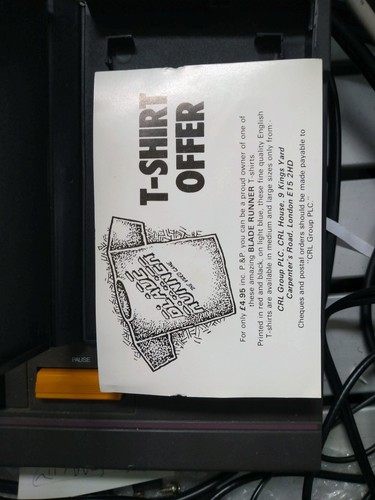 T-SHIRT
OFFER
BLADE
RUNNER
THE VIDEO GAME
For only £4.95 inc. P &P, you can be a proud owner of one of
these amazing BLADE RUNNER T-shirts.
Printed in red and black, on light blue, these fine quality English
T-shirts are available in medium and large sizes only from:-
CRL Group PLC, CRL House, 9 Kings Yard
Carpenter's Road, London E15 2HD
Cheques and postal orders should be made payable to
"CRL Group PLC."
PAUSE